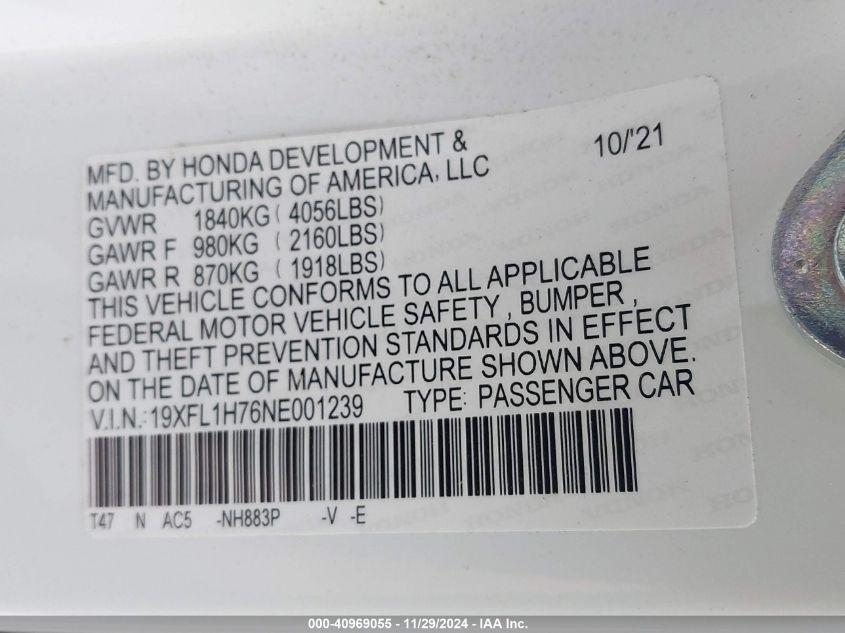 MFD. BY HONDA DEVELOPMENT & 10/'21
MANUFACTURING OF AMERICA, LLC
GVWR 1840KG ( 4056LBS)
GAWR F 980KG ( 2160LBS)
GAWR R 870KG ( 1918LBS)
THIS VEHICLE CONFORMS TO ALL APPLICABLE
FEDERAL MOTOR VEHICLE SAFETY , BUMPER ,
AND THEFT PREVENTION STANDARDS IN EFFECT
ON THE DATE OF MANUFACTURE SHOWN ABOVE.
V.I.N.: 19XFL1H76NE001239 TYPE: PASSENGER CAR
T47 N AC5 -NH883P -V -E
000-40969055 - 11/29/2024 - IAA Inc.